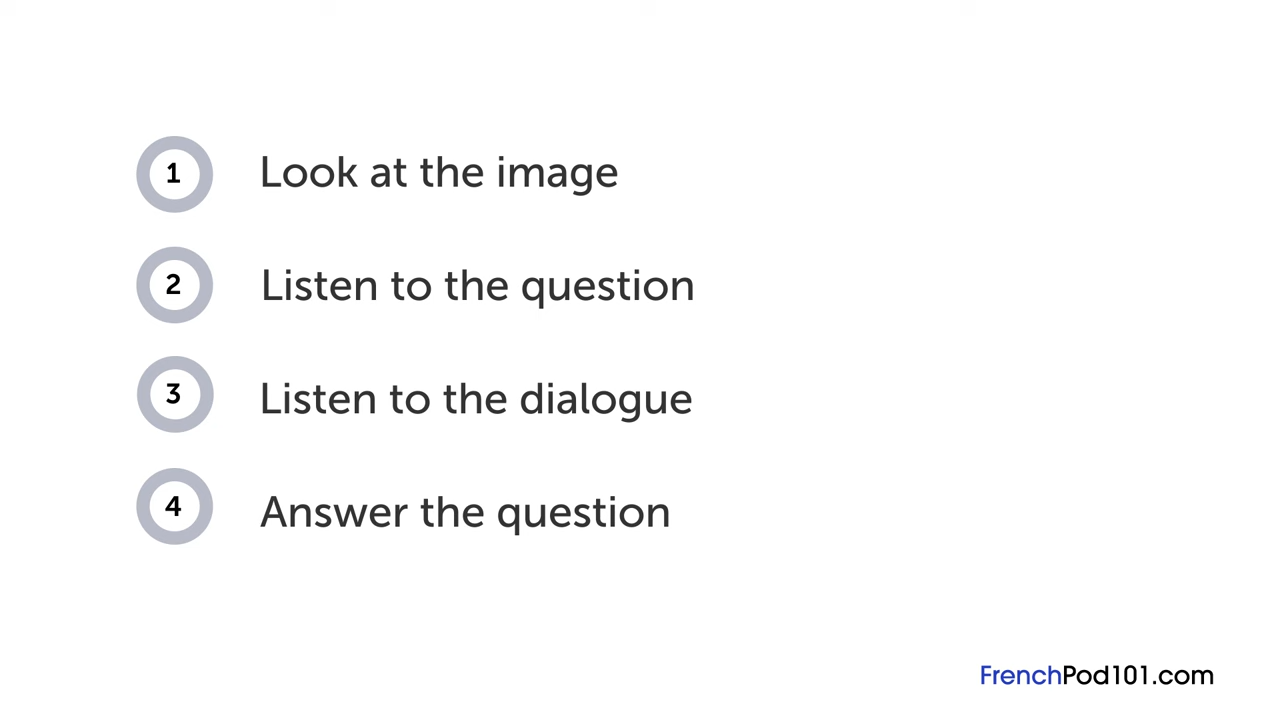 1 Look at the image
2 Listen to the question
3 Listen to the dialogue
4 Answer the question
FrenchPod101.com